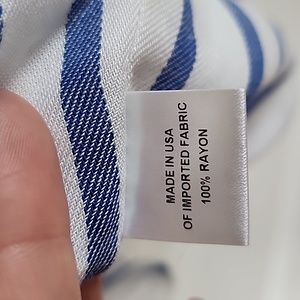 MADE IN USA
OF IMPORTED FABRIC
100% RAYON